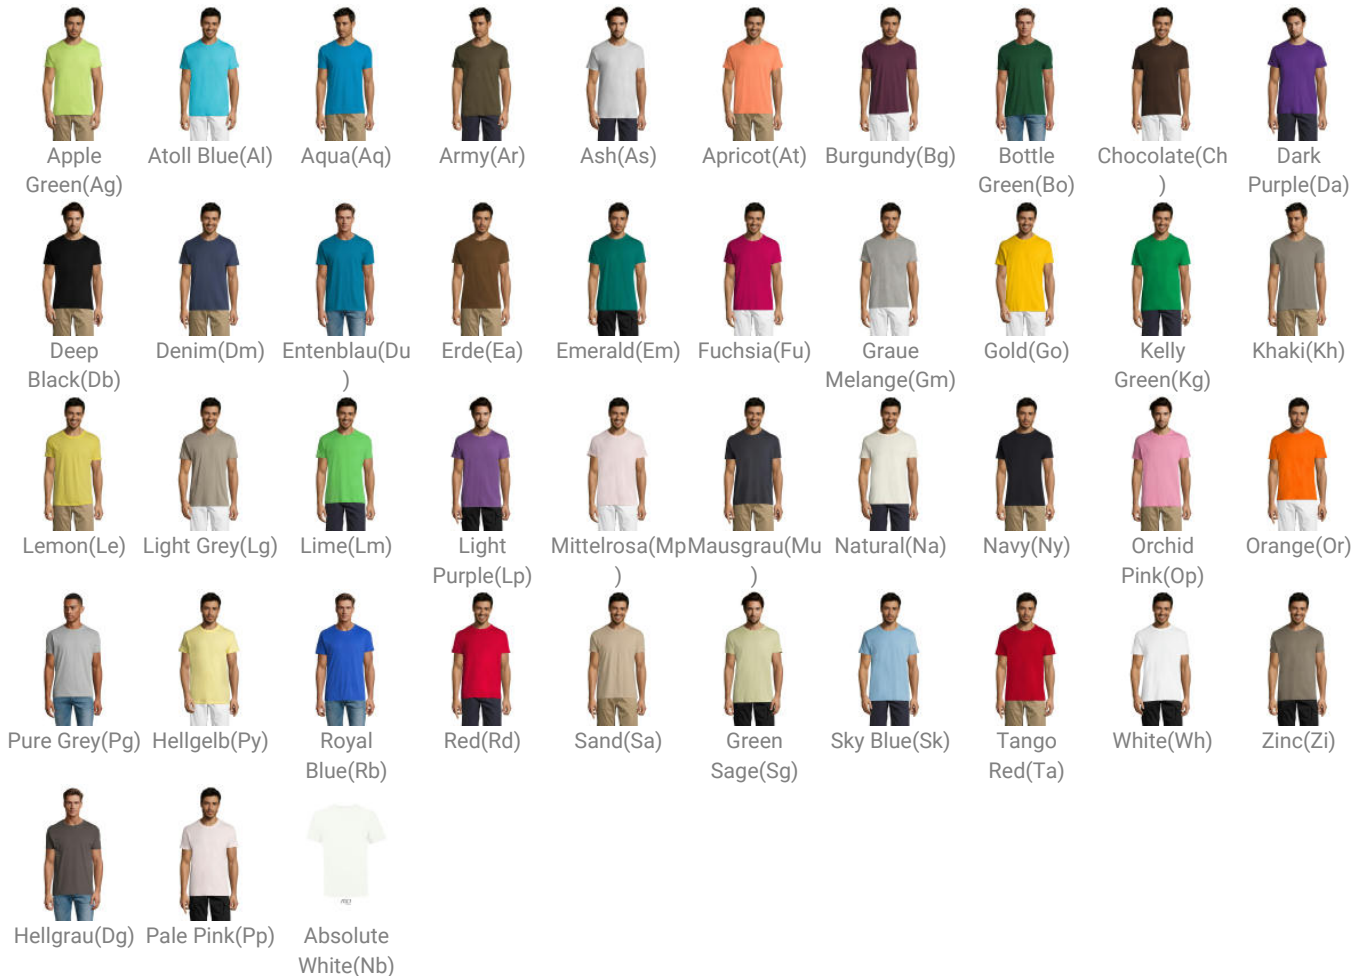 Apple Green(Ag)
Atoll Blue(Al)
Aqua(Aq)
Army(Ar)
Ash(As)
Apricot(At)
Burgundy(Bg)
Bottle Green(Bo)
Chocolate(Ch)
Dark Purple(Da)
Deep Black(Db)
Denim(Dm)
Entenblau(Du)
Erde(Ea)
Emerald(Em)
Fuchsia(Fu)
Graue Melange(Gm)
Gold(Go)
Kelly Green(Kg)
Khaki(Kh)
Lemon(Le)
Light Grey(Lg)
Lime(Lm)
Light Purple(Lp)
Mittelrosa(Mp)
Mausgrau(Mu)
Natural(Na)
Navy(Ny)
Orchid Pink(Op)
Orange(Or)
Pure Grey(Pg)
Hellgelb(Py)
Royal Blue(Rb)
Red(Rd)
Sand(Sa)
Green Sage(Sg)
Sky Blue(Sk)
Tango Red(Ta)
White(Wh)
Zinc(Zi)
Hellgrau(Dg)
Pale Pink(Pp)
Absolute White(Nb)